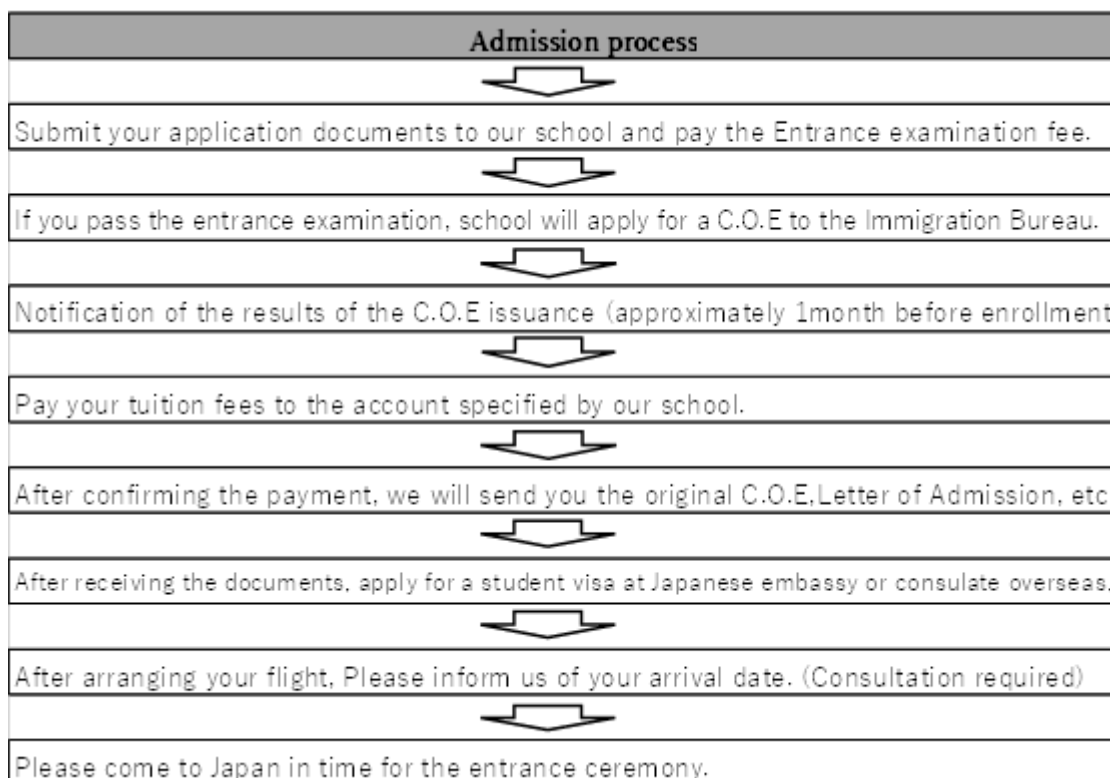 Admission process
Submit your application documents to our school and pay the Entrance examination fee.
If you pass the entrance examination, school will apply for a C.O.E to the Immigration Bureau.
Notification of the results of the C.O.E issuance (approximately 1month before enrollment
Pay your tuition fees to the account specified by our school.
After confirming the payment, we will send you the original C.O.E,Letter of Admission, etc
After receiving the documents, apply for a student visa at Japanese embassy or consulate overseas.
After arranging your flight, Please inform us of your arrival date. (Consultation required)
Please come to Japan in time for the entrance ceremony.